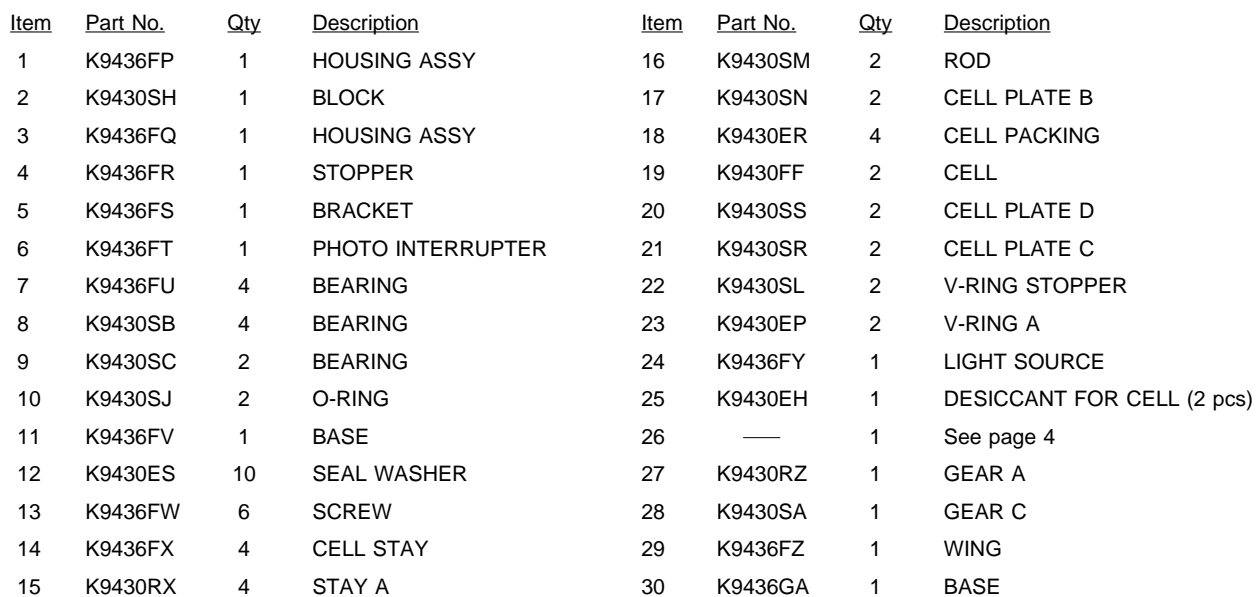 Item Part No. Qty Description Item Part No. Qty Description
1 K9436FP 1 HOUSING ASSY 16 K9430SM 2 ROD
2 K9430SH 1 BLOCK 17 K9430SN 2 CELL PLATE B
3 K9436FQ 1 HOUSING ASSY 18 K9430ER 4 CELL PACKING
4 K9436FR 1 STOPPER 19 K9430FF 2 CELL
5 K9436FS 1 BRACKET 20 K9430SS 2 CELL PLATE D
6 K9436FT 1 PHOTO INTERRUPTER 21 K9430SR 2 CELL PLATE C
7 K9436FU 4 BEARING 22 K9430SL 2 V-RING STOPPER
8 K9430SB 4 BEARING 23 K9430EP 2 V-RING A
9 K9430SC 2 BEARING 24 K9436FY 1 LIGHT SOURCE
10 K9430SJ 2 O-RING 25 K9430EH 1 DESICCANT FOR CELL (2 pcs)
11 K9436FV 1 BASE 26 — 1 See page 4
12 K9430ES 10 SEAL WASHER 27 K9430RZ 1 GEAR A
13 K9436FW 6 SCREW 28 K9430SA 1 GEAR C
14 K9436FX 4 CELL STAY 29 K9436FZ 1 WING
15 K9430RX 4 STAY A 30 K9436GA 1 BASE